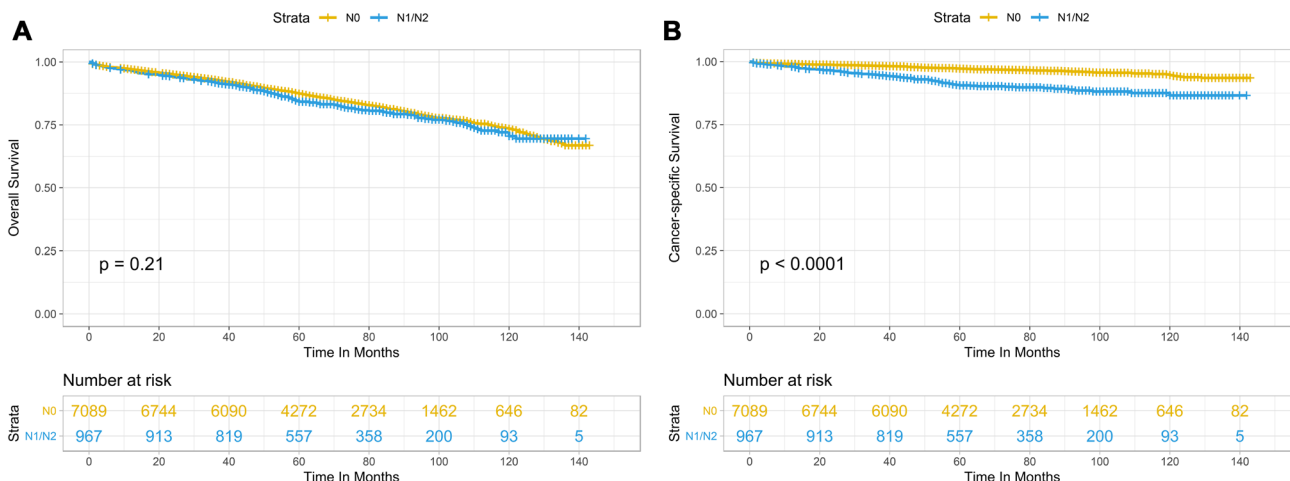 Strata N0 N1/N2
A
Overall Survival
1.00
0.75
0.50
0.25
0.00
p = 0.21
0 20 40 60 80 100 120 140
Time In Months
Number at risk
Strata
N0 7089 6744 6090 4272 2734 1462 646 82
N1/N2 967 913 819 557 358 200 93 5
0 20 40 60 80 100 120 140
Time In Months
Strata N0 N1/N2
B
Cancer-specific Survival
1.00
0.75
0.50
0.25
0.00
p < 0.0001
0 20 40 60 80 100 120 140
Time In Months
Number at risk
Strata
N0 7089 6744 6090 4272 2734 1462 646 82
N1/N2 967 913 819 557 358 200 93 5
0 20 40 60 80 100 120 140
Time In Months